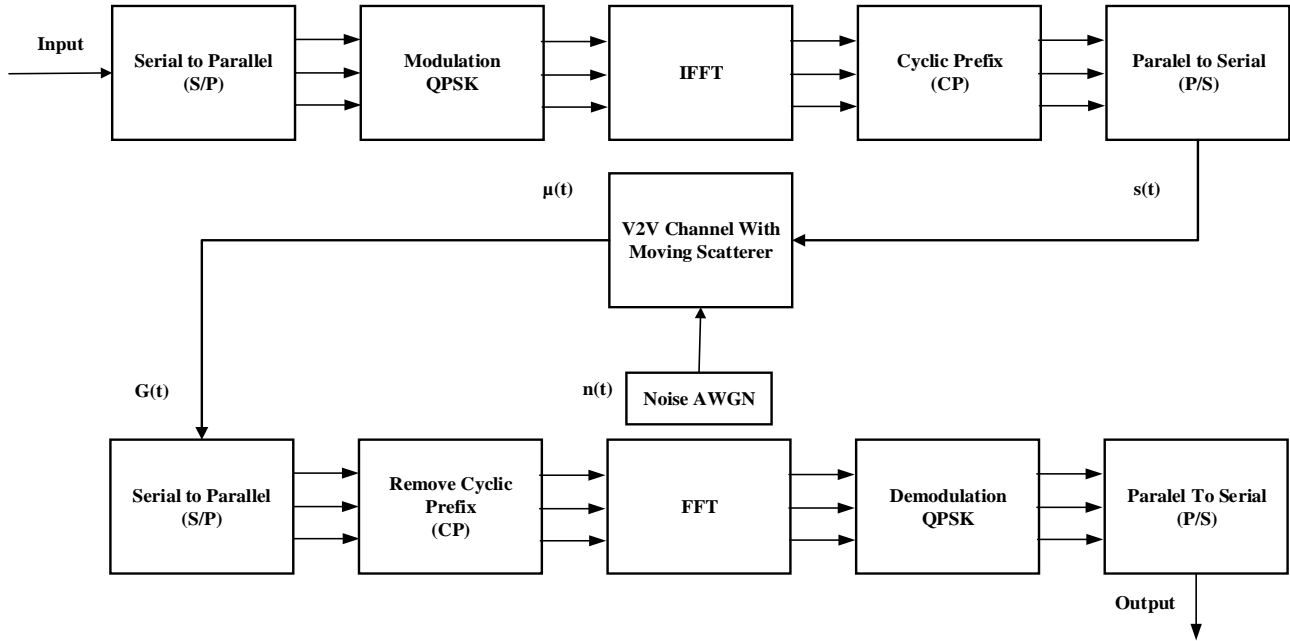 Input
Serial to Parallel
(S/P)
Modulation
QPSK
IFFT
Cyclic Prefix
(CP)
Paralel to Serial
(P/S)
µ(t)
s(t)
V2V Channel With
Moving Scatterer
G(t)
n(t)
Noise AWGN
Serial to Parallel
(S/P)
Remove Cyclic
Prefix
(CP)
FFT
Demodulation
QPSK
Paralel To Serial
(P/S)
Output